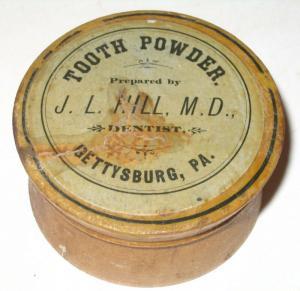 TOOTH POWDER.
Prepared by
J. L. HILL, M.D.,
DENTIST.
GETTYSBURG, PA.